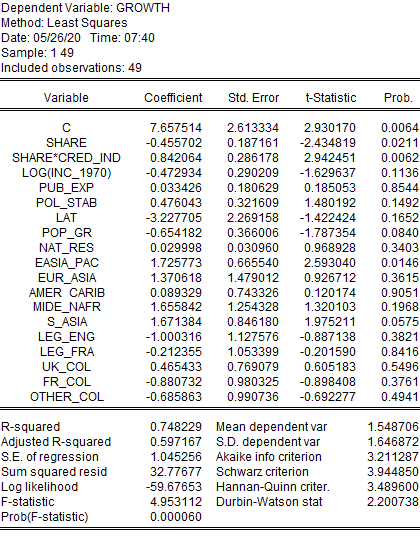 Dependent Variable: GROWTH
Method: Least Squares
Date: 05/26/20 Time: 07:40
Sample: 1 49
Included observations: 49
Variable Coefficient Std. Error t-Statistic Prob.
C 7.657514 2.613334 2.930170 0.0064
SHARE -0.455702 0.187161 -2.434819 0.0211
SHARE*CRED_IND 0.842064 0.286178 2.942451 0.0062
LOG(INC_1970) -0.472934 0.290209 -1.629637 0.1136
PUB_EXP 0.033426 0.180629 0.185053 0.8544
POL_STAB 0.476043 0.321609 1.480192 0.1492
LAT -3.227705 2.269158 -1.422424 0.1652
POP_GR -0.654182 0.366006 -1.787354 0.0840
NAT_RES 0.029998 0.030960 0.968928 0.3403
EASIA_PAC 1.725773 0.665540 2.593040 0.0146
EUR_ASIA 1.370618 1.479012 0.926712 0.3615
AMER_CARIB 0.089329 0.743326 0.120174 0.9051
MIDE_NAFR 1.655842 1.254328 1.320103 0.1968
S_ASIA 1.671384 0.846180 1.975211 0.0575
LEG_ENG -1.000316 1.127576 -0.887138 0.3821
LEG_FRA -0.212355 1.053399 -0.201590 0.8416
UK_COL 0.465433 0.769079 0.605183 0.5496
FR_COL -0.880732 0.980325 -0.898408 0.3761
OTHER_COL -0.685863 0.990736 -0.692277 0.4941
R-squared 0.748229 Mean dependent var 1.548706
Adjusted R-squared 0.597167 S.D. dependent var 1.646872
S.E. of regression 1.045256 Akaike info criterion 3.211287
Sum squared resid 32.77677 Schwarz criterion 3.944850
Log likelihood -59.67653 Hannan-Quinn criter. 3.489600
F-statistic 4.953112 Durbin-Watson stat 2.200738
Prob(F-statistic) 0.000060